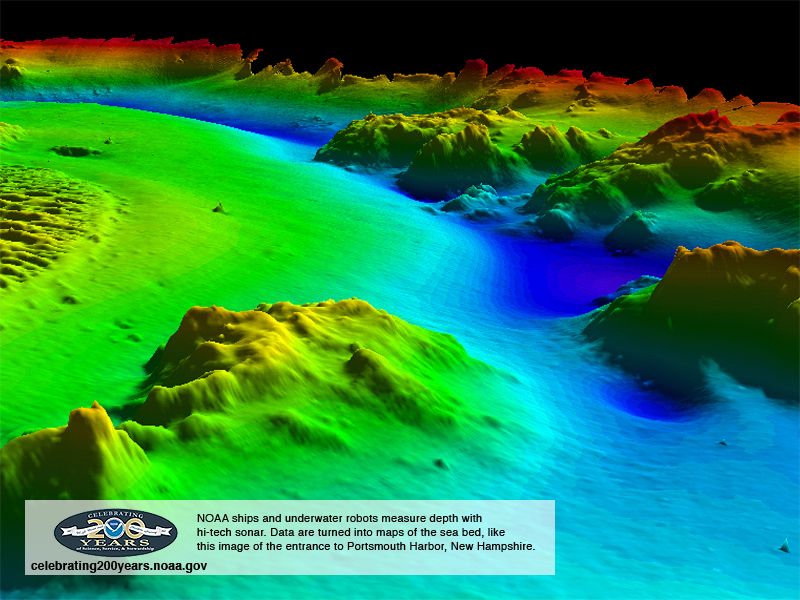 CELEBRATING
200
YEARS
of Science, Service, & Stewardship
celebrating200years.noaa.gov
NOAA ships and underwater robots measure depth with
hi-tech sonar. Data are turned into maps of the sea bed, like
this image of the entrance to Portsmouth Harbor, New Hampshire.